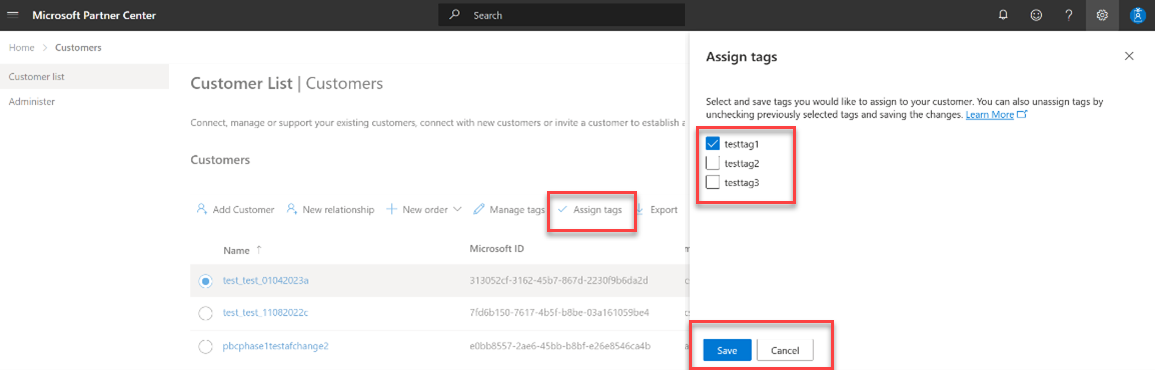 Microsoft Partner Center
Search
Home > Customers
Customer list
Administer
Customer List | Customers
Connect, manage or support your existing customers, connect with new customers or invite a customer to establish a
Customers
Add Customer New relationship New order Manage tags Assign tags Export
Name ↑ Microsoft ID
test_test_01042023a 313052cf-3162-45b7-867d-2230f9b6da2d
test_test_11082022c 7fd6b150-7617-4b5f-b8be-03a161059be4
pbcphase1testafchange2 e0bb8557-2ae6-45bb-b8bf-e26e8546ca4b
Assign tags
Select and save tags you would like to assign to your customer. You can also unassign tags by
unchecking previously selected tags and saving the changes. Learn More
testtag1
testtag2
testtag3
Save Cancel